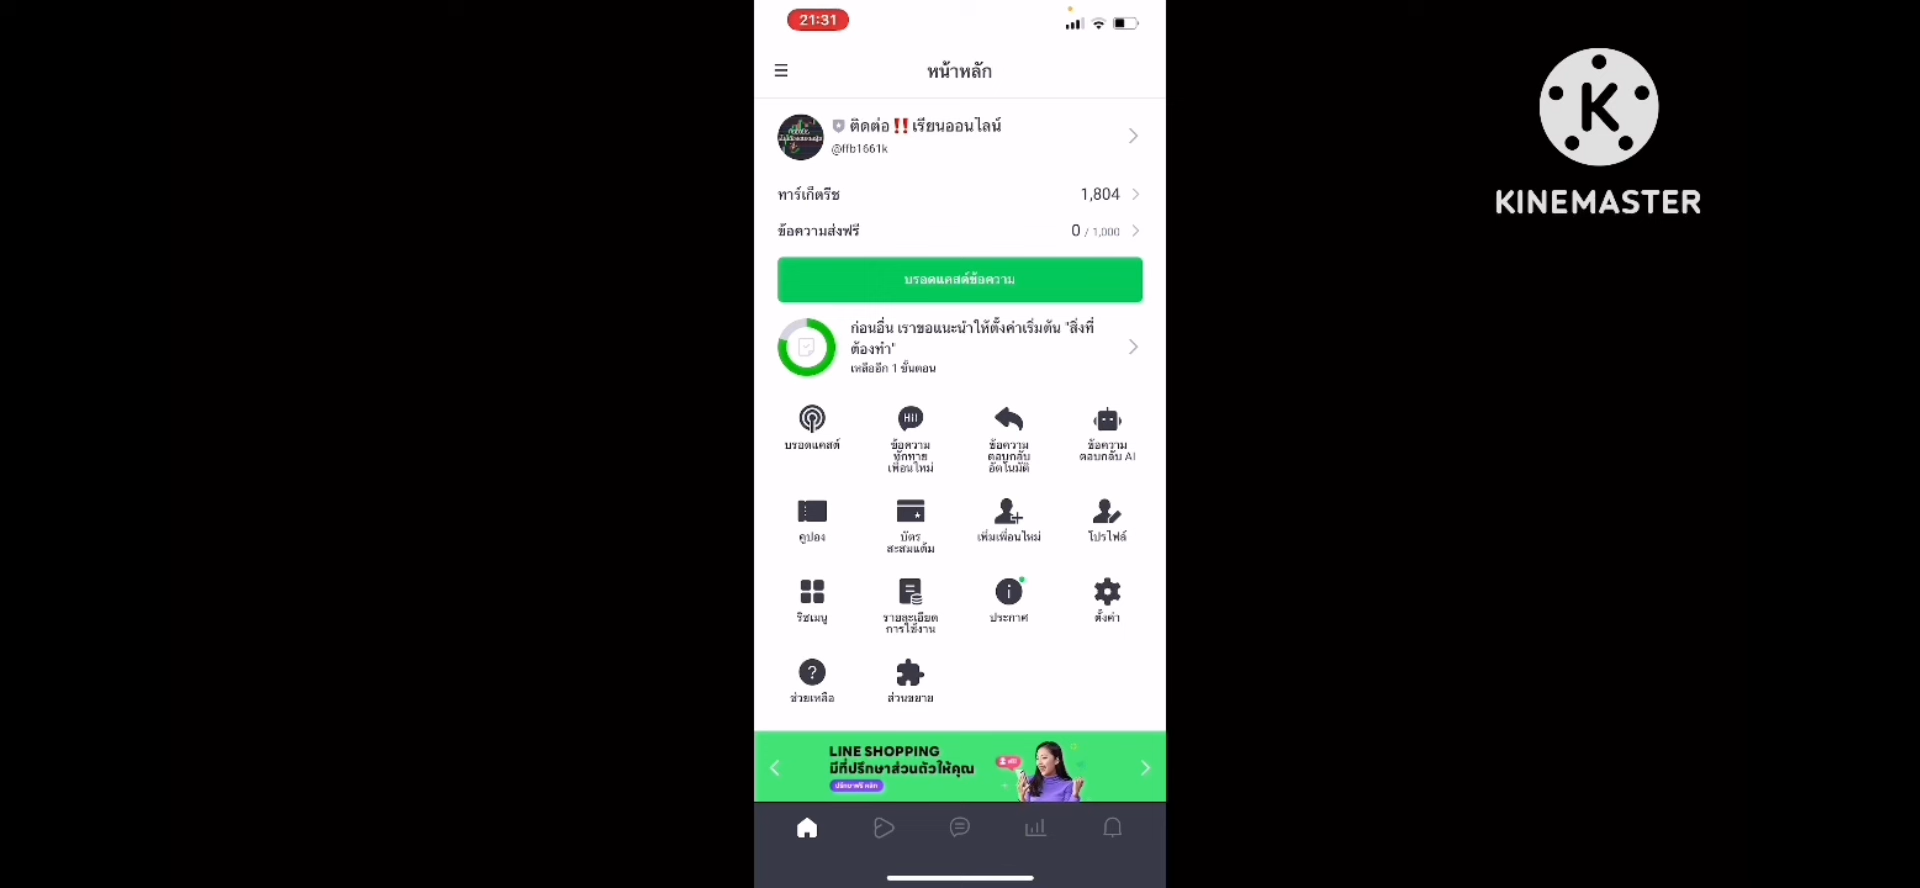 21:31
หน้าหลัก
KINEMASTER
ติดต่อ‼️เรียนออนไลน์
@ffb1661k
ทาร์เก็ตรีช 1,804
ข้อความส่งฟรี 0 / 1,000
บรอดแคสต์ข้อความ
ก่อนอื่น เราขอแนะนำให้ตั้งค่าเริ่มต้น "สิ่งที่
ต้องทำ"
เหลืออีก 1 ขั้นตอน
บรอดแคสต์
ข้อความ
ทักทาย
เพื่อนใหม่
ข้อความ
ตอบกลับ
อัตโนมัติ
ข้อความ
ตอบกลับ AI
คูปอง
บัตร
สะสมแต้ม
เพิ่มเพื่อนใหม่
โปรไฟล์
ริชเมนู
รายละเอียด
การใช้งาน
ประกาศ
ตั้งค่า
ช่วยเหลือ
ส่วนขยาย
LINE SHOPPING
มีที่ปรึกษาส่วนตัวให้คุณ
ปรึกษาฟรี คลิก